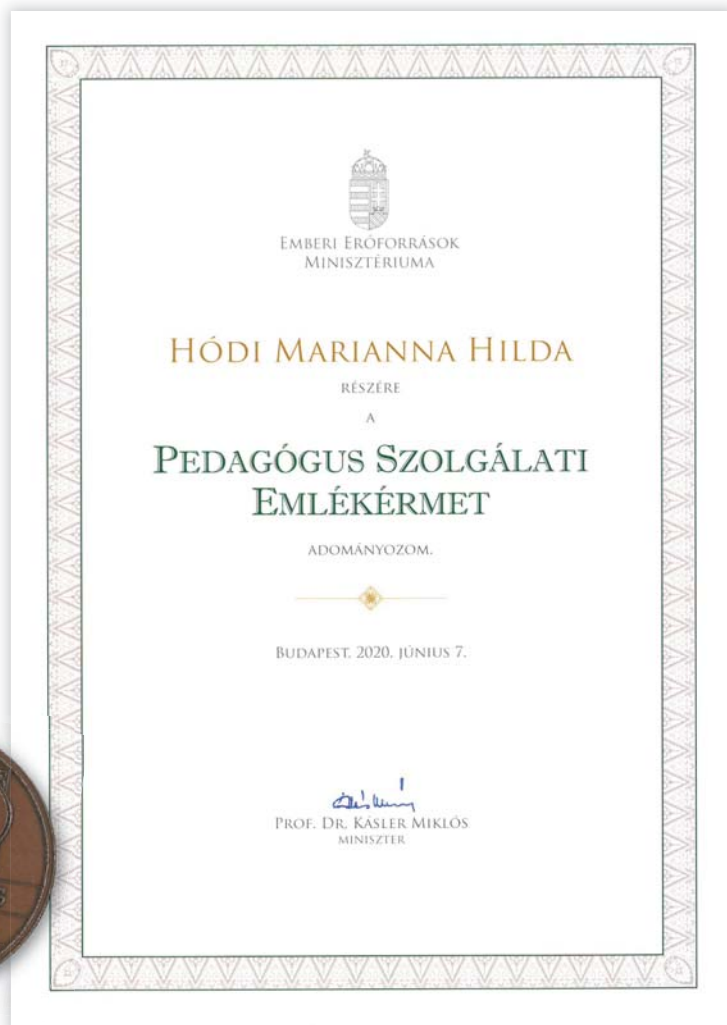 Emberi Erőforrások
Minisztériuma
Hódi Marianna Hilda
részére
a
Pedagógus Szolgálati
Emlékérmet
adományozom.
Budapest, 2020. június 7.
Prof. Dr. Kásler Miklós
miniszter